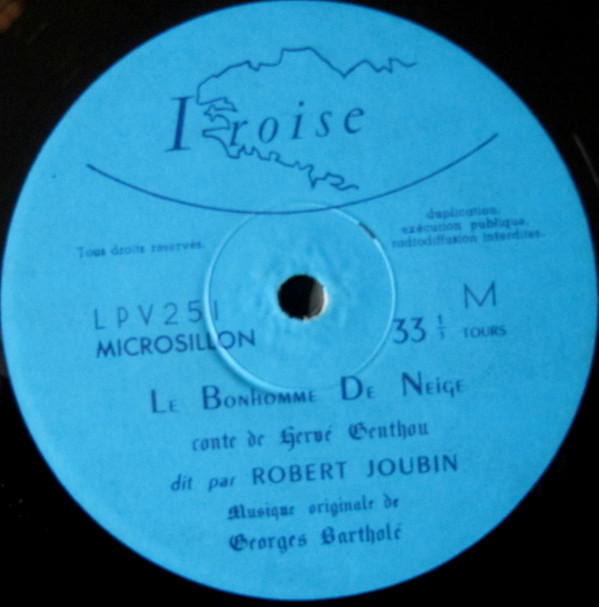 Iroise
Tous droits reservés.
duplication,
exécution publique,
radiodiffusion interdites.
LPV251
MICROSILLON
M
33 1/3 TOURS
LE BONHOMME DE NEIGE
conte de Hervé Genthou
dit par ROBERT JOUBIN
Musique originale de
Georges Bartholé